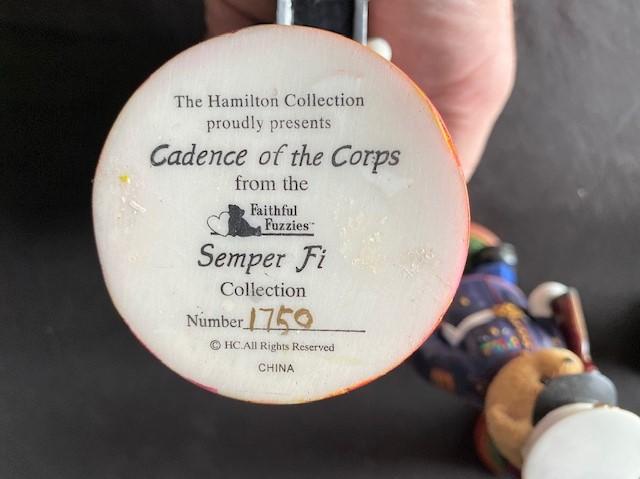 The Hamilton Collection
proudly presents
Cadence of the Corps
from the
Faithful
Fuzzies™
Semper Fi
Collection
Number 1750
© HC.All Rights Reserved
CHINA